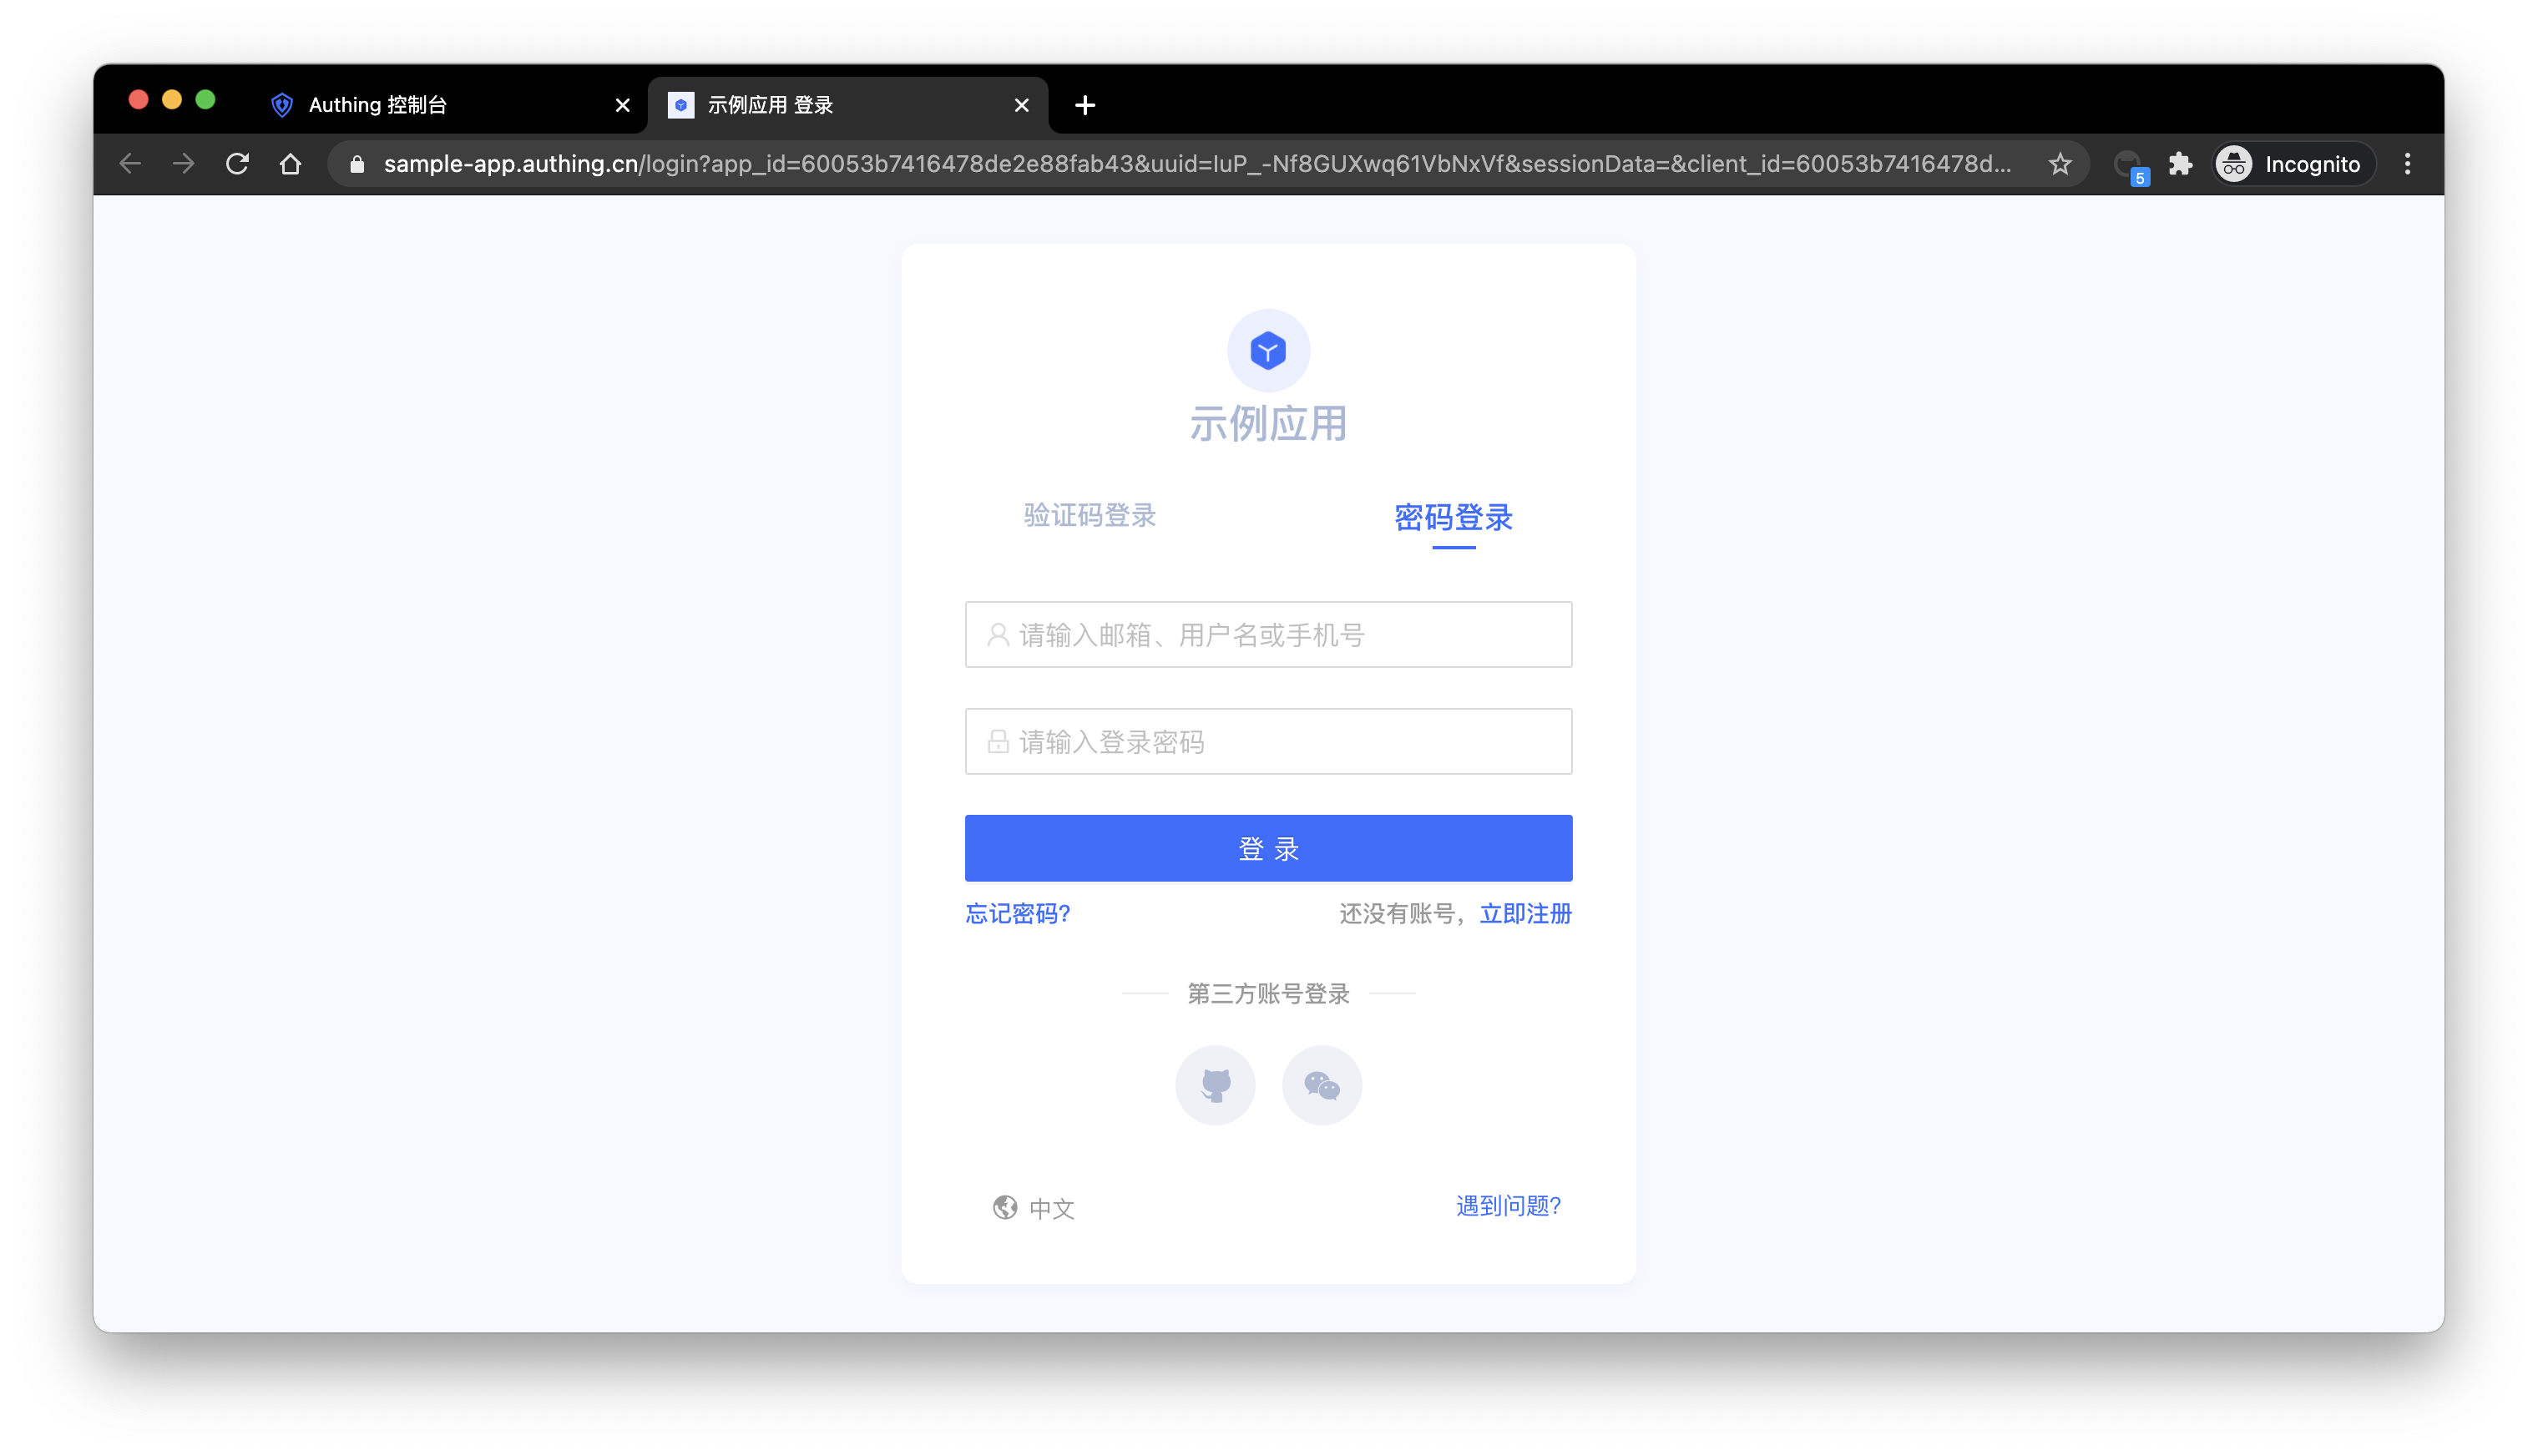 Authing 控制台
示例应用 登录
sample-app.authing.cn/login?app_id=60053b7416478de2e88fab43&uuid=IuP_-Nf8GUXwq61VbNxVf&sessionData=&client_id=60053b7416478d...
5
Incognito
示例应用
验证码登录
密码登录
请输入邮箱、用户名或手机号
请输入登录密码
登 录
忘记密码?
还没有账号，立即注册
第三方账号登录
中文
遇到问题?